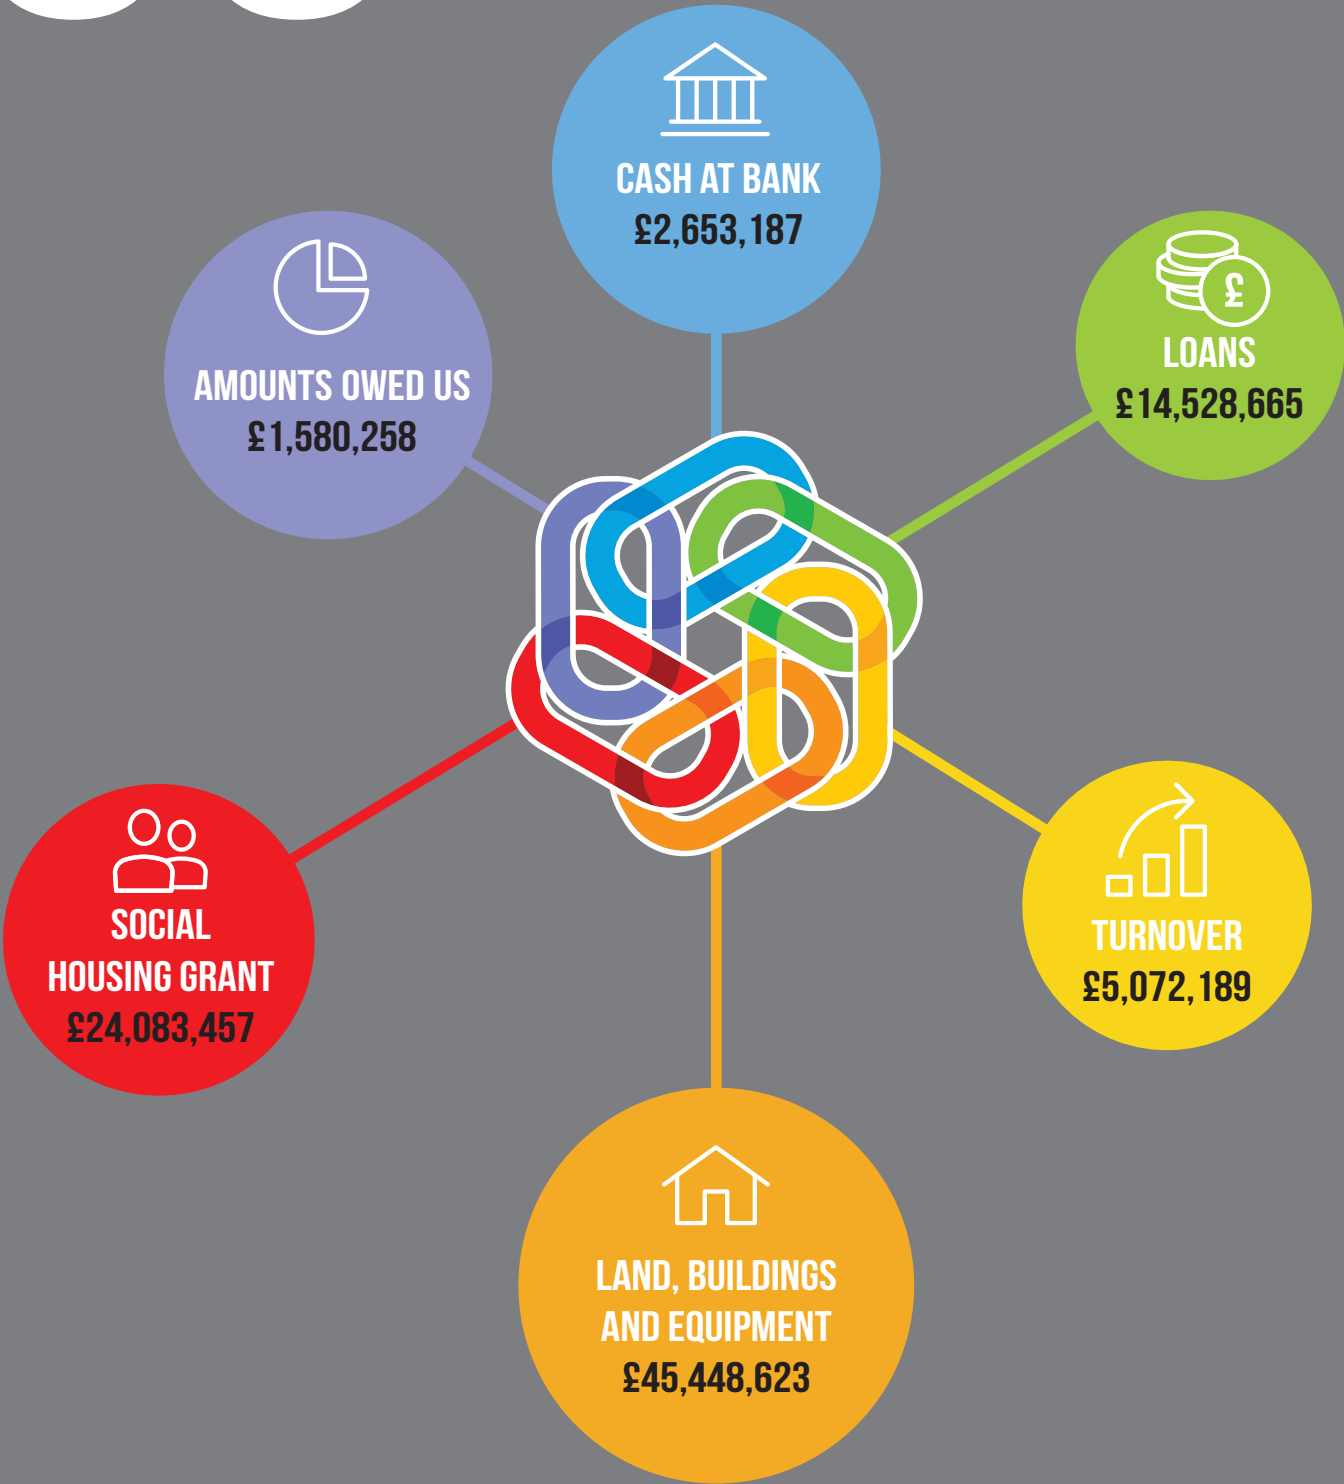 CASH AT BANK
£2,653,187
AMOUNTS OWED US
£1,580,258
£
LOANS
£14,528,665
SOCIAL
HOUSING GRANT
£24,083,457
TURNOVER
£5,072,189
LAND, BUILDINGS
AND EQUIPMENT
£45,448,623